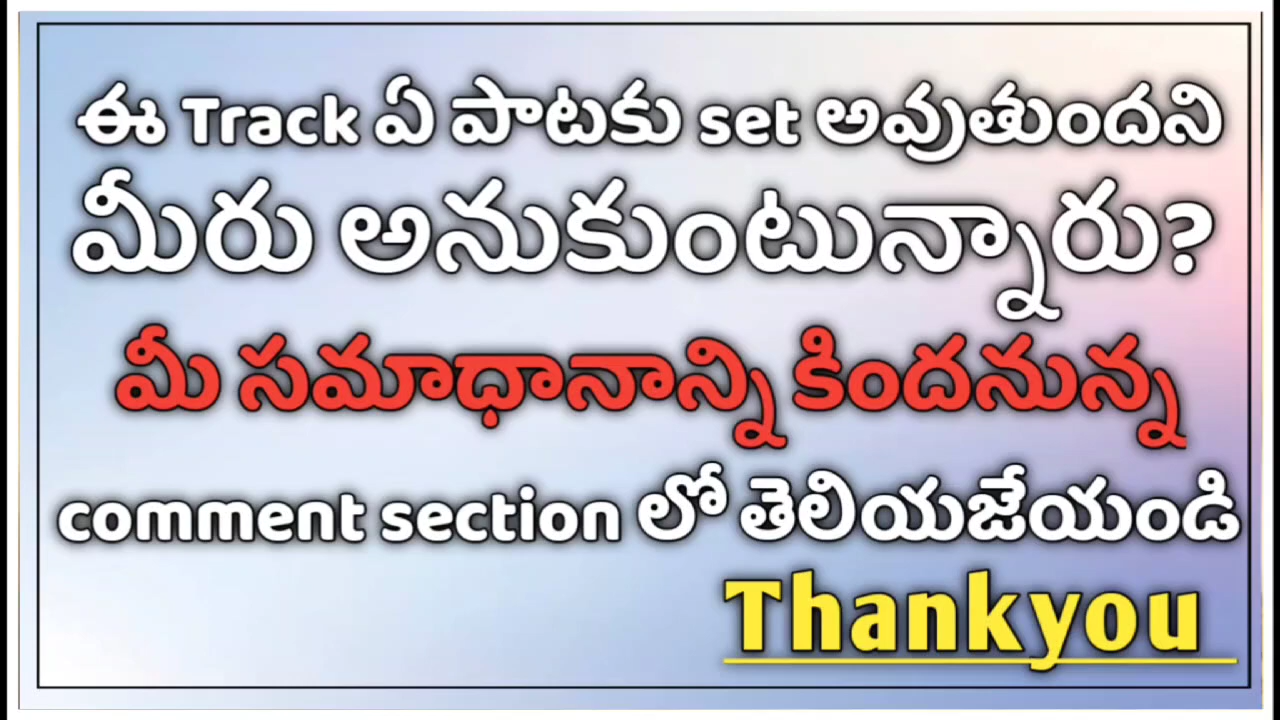 ఈ Track ఏ పాటకు set అవుతుందని
మీరు అనుకుంటున్నారు?
మీ సమాధానాన్ని కిందనున్న
comment section లో తెలియజేయండి
Thankyou